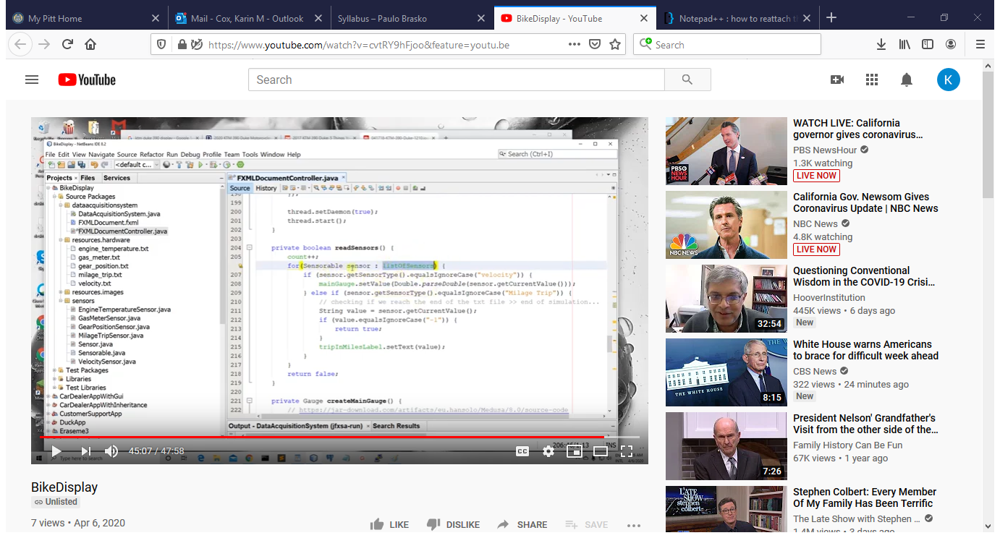 My Pitt Home
Mail - Cox, Karin M - Outlook
Syllabus – Paulo Brasko
BikeDisplay - YouTube
Notepad++ : how to reattach t
https://www.youtube.com/watch?v=cvtRY9hFjoo&feature=youtu.be
Search
YouTube
Search
K
BikeDisplay - NetBeans IDE 8.2
File Edit View Navigate Source Refactor Run Debug Profile Team Tools Window Help
Search (Ctrl+I)
<default c...
Projects Files Services
FXMLDocumentController.java
Source History
BikeDisplay
Source Packages
dataacquisitionsystem
DataAcquisitionSystem.java
FXMLDocument.fxml
FXMLDocumentController.java
resources.hardware
engine_temperature.txt
gas_meter.txt
gear_position.txt
milage_trip.txt
velocity.txt
resources.images
sensors
EngineTemperatureSensor.java
GasMeterSensor.java
GearPositionSensor.java
MilageTripSensor.java
Sensor.java
Sensorable.java
VelocitySensor.java
Test Packages
Libraries
Test Libraries
CarDealerAppWithGui
CarDealerAppWithInheritance
CustomerSupportApp
DuckApp
Eraseme3
198 });
199
200 thread.setDaemon(true);
201 thread.start();
202 }
203
204 private boolean readSensors() {
205 count++;
for(Sensorable sensor : listOfSensors) {
207 if (sensor.getSensorType().equalsIgnoreCase("velocity")) {
208 mainGauge.setValue(Double.parseDouble(sensor.getCurrentValue()));
209 } else if (sensor.getSensorType().equalsIgnoreCase("Milage Trip")) {
210 // checking if we reach the end of the txt file >> end of simulation...
211 String value = sensor.getCurrentValue();
212 if (value.equalsIgnoreCase("-1")) {
213 return true;
214 }
215 tripInMilesLabel.setText(value);
216 }
217 }
218 return false;
219 }
220
221 private Gauge createMainGauge() {
222 // https://jar-download.com/artifacts/eu.hansolo/Medusa/8.0/source-code
Output - DataAcquisitionSystem (jfxsa-run) Search Results
INS
Type here to search
45:07 / 47:58
CC
BikeDisplay
Unlisted
7 views • Apr 6, 2020
LIKE
DISLIKE
SHARE
SAVE
PBS NEWS HOUR
WATCH LIVE: California
governor gives coronavirus...
PBS NewsHour
1.3K watching
LIVE NOW
NBC NEWS
California Gov. Newsom Gives
Coronavirus Update | NBC News
NBC News
4.8K watching
LIVE NOW
32:54
Questioning Conventional
Wisdom in the COVID-19 Crisi...
HooverInstitution
445K views • 6 days ago
New
THE WHITE HOUSE
8:15
White House warns Americans
to brace for difficult week ahead
CBS News
322 views • 24 minutes ago
New
7:26
President Nelson' Grandfather's
Visit from the other side of the...
Family History Can Be Fun
67K views • 1 year ago
LATE SHOW
stephen
colbert
Stephen Colbert: Every Member
Of My Family Has Been Terrific
The Late Show with Stephen ...
1.4M views • 3 days ago